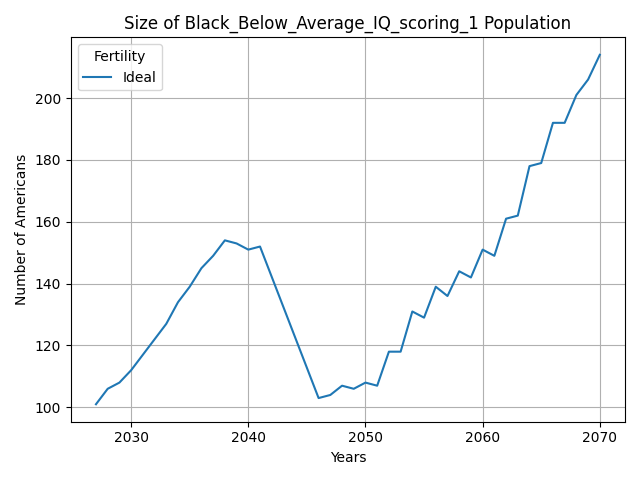 Size of Black_Below_Average_IQ_scoring_1 Population
Fertility
Ideal
Number of Americans
200
180
160
140
120
100
2030 2040 2050 2060 2070
Years